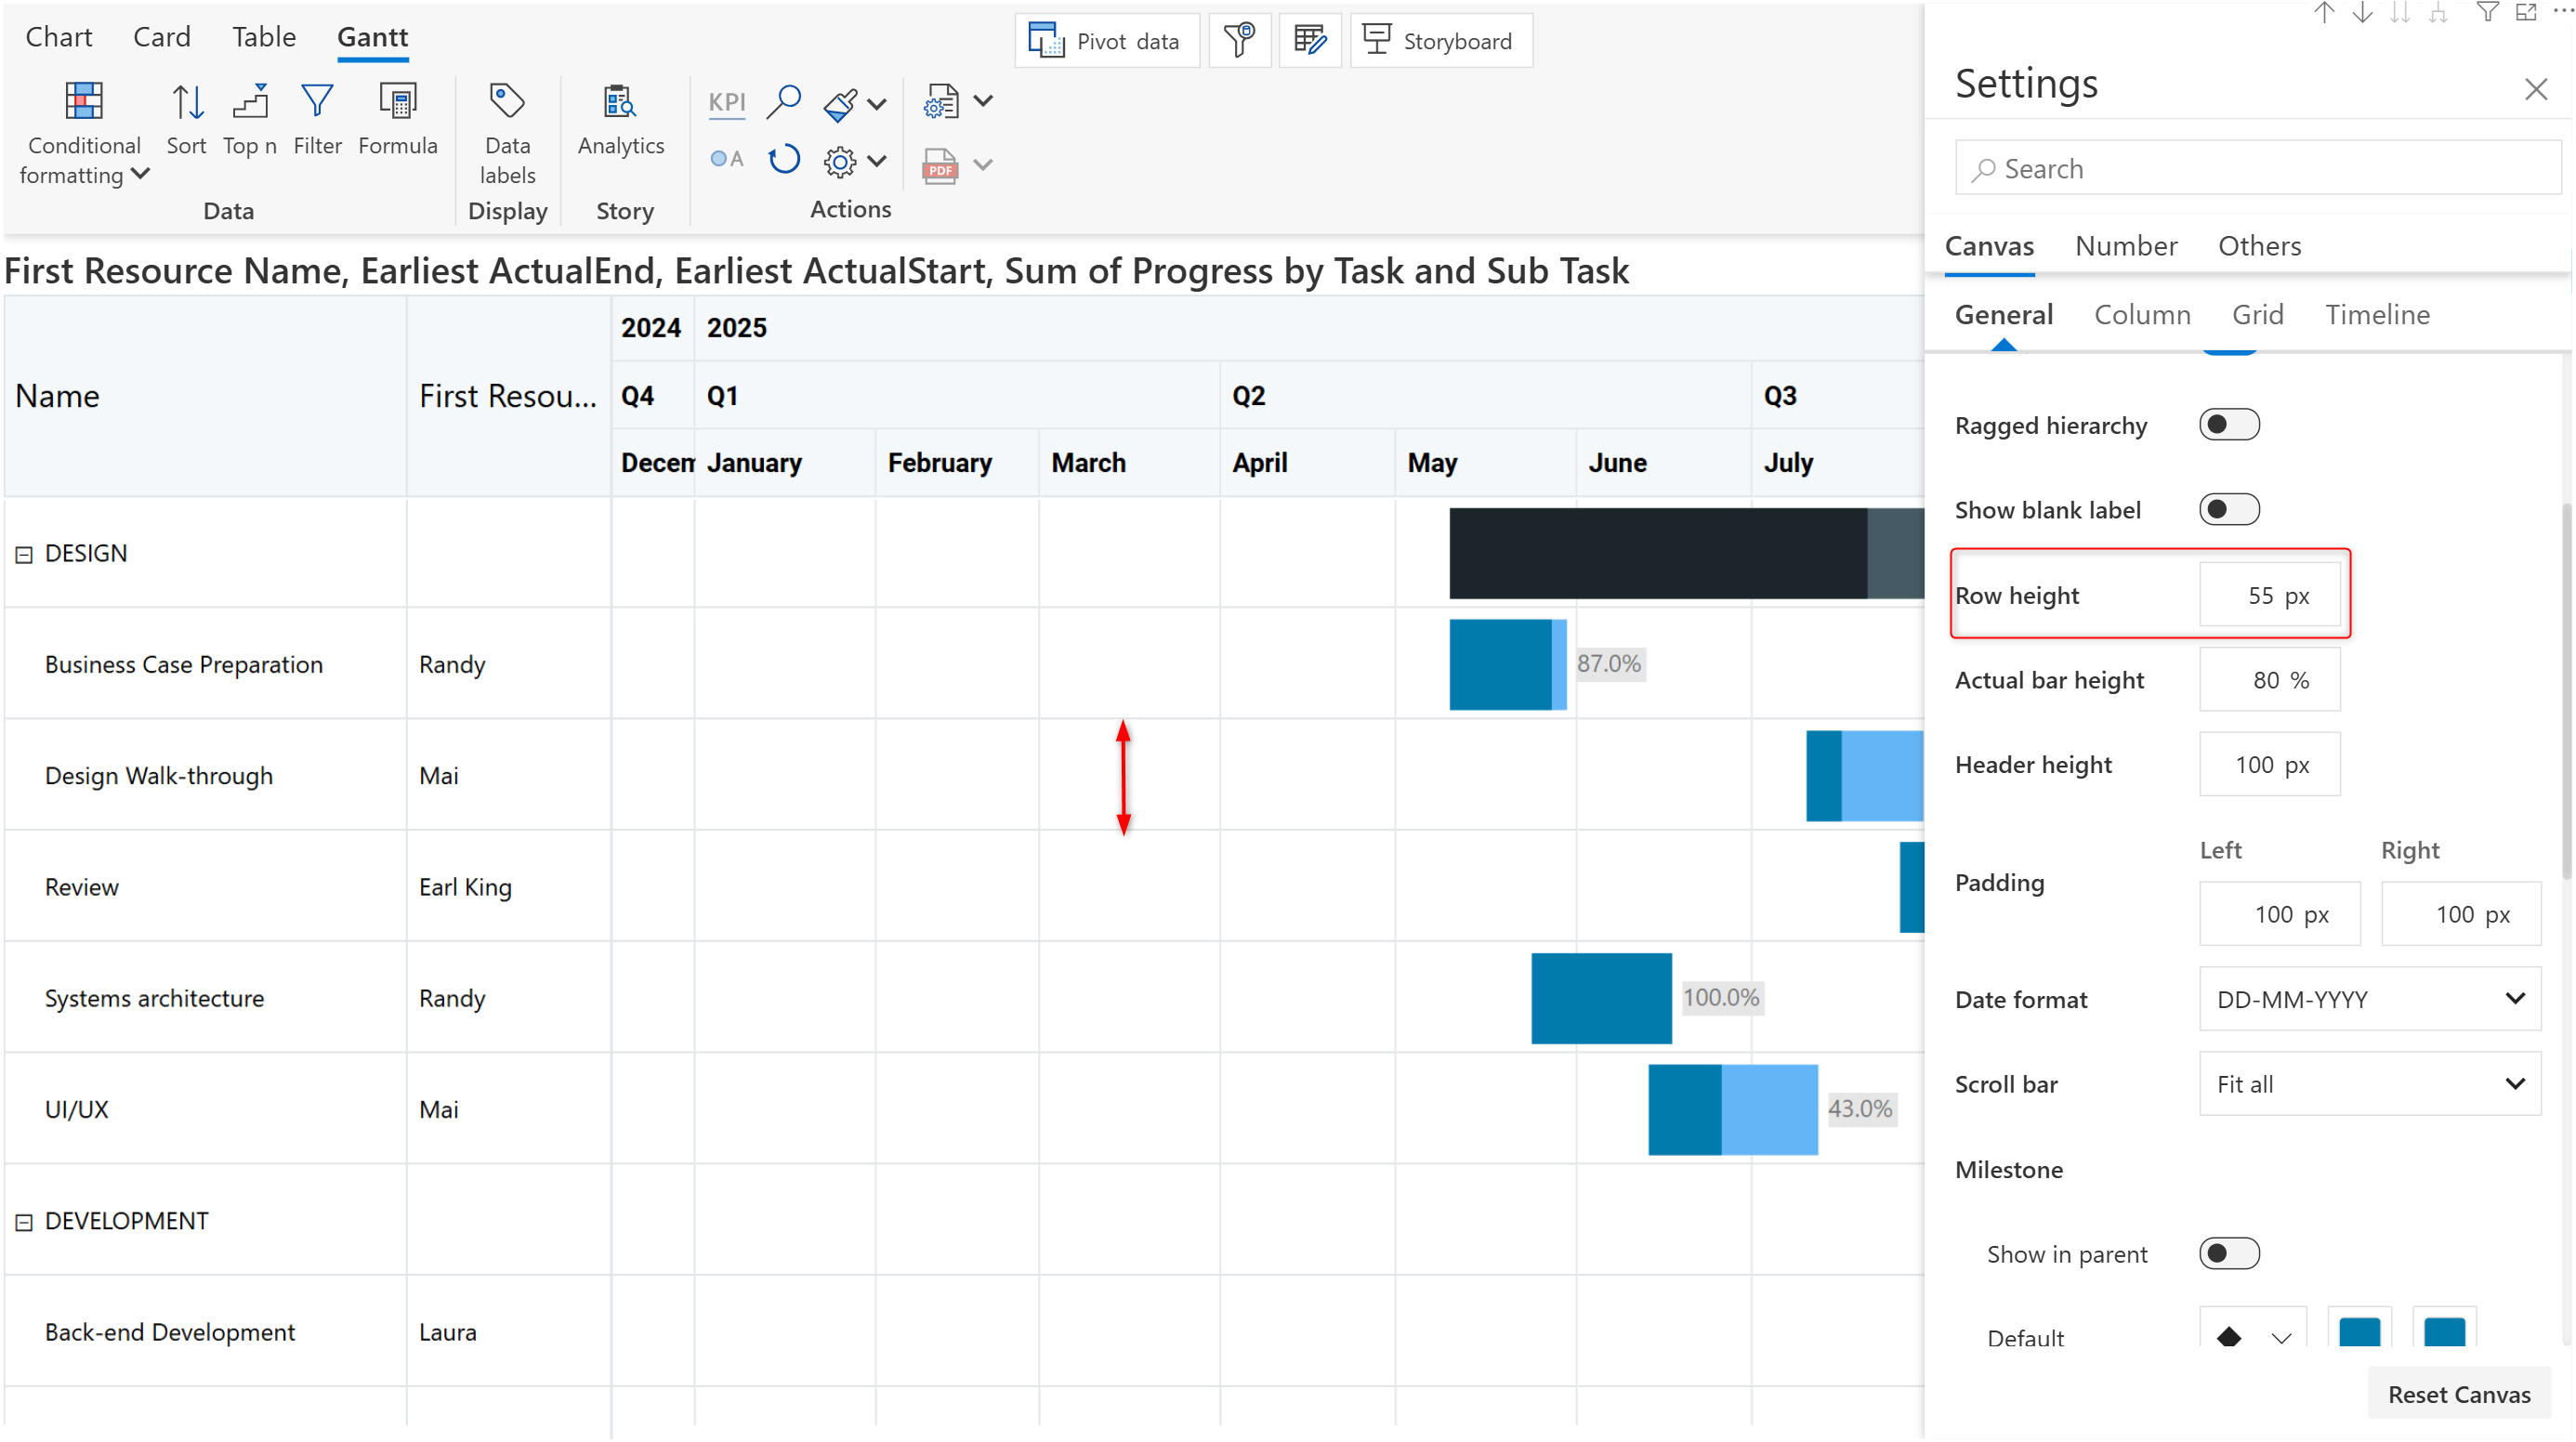 Chart Card Table Gantt
Pivot data
Storyboard
Conditional formatting
Sort
Top n
Filter
Formula
Data labels
Analytics
KPI
A
PDF
Data
Display
Story
Actions
First Resource Name, Earliest ActualEnd, Earliest ActualStart, Sum of Progress by Task and Sub Task
Name
First Resou...
2024 2025
Q4 Q1 Q2 Q3
Decem January February March April May June July
DESIGN
Business Case Preparation Randy 87.0%
Design Walk-through Mai
Review Earl King
Systems architecture Randy 100.0%
UI/UX Mai 43.0%
DEVELOPMENT
Back-end Development Laura
Settings
Search
Canvas Number Others
General Column Grid Timeline
Ragged hierarchy
Show blank label
Row height 55 px
Actual bar height 80 %
Header height 100 px
Left Right
Padding
100 px 100 px
Date format DD-MM-YYYY
Scroll bar Fit all
Milestone
Show in parent
Default
Reset Canvas